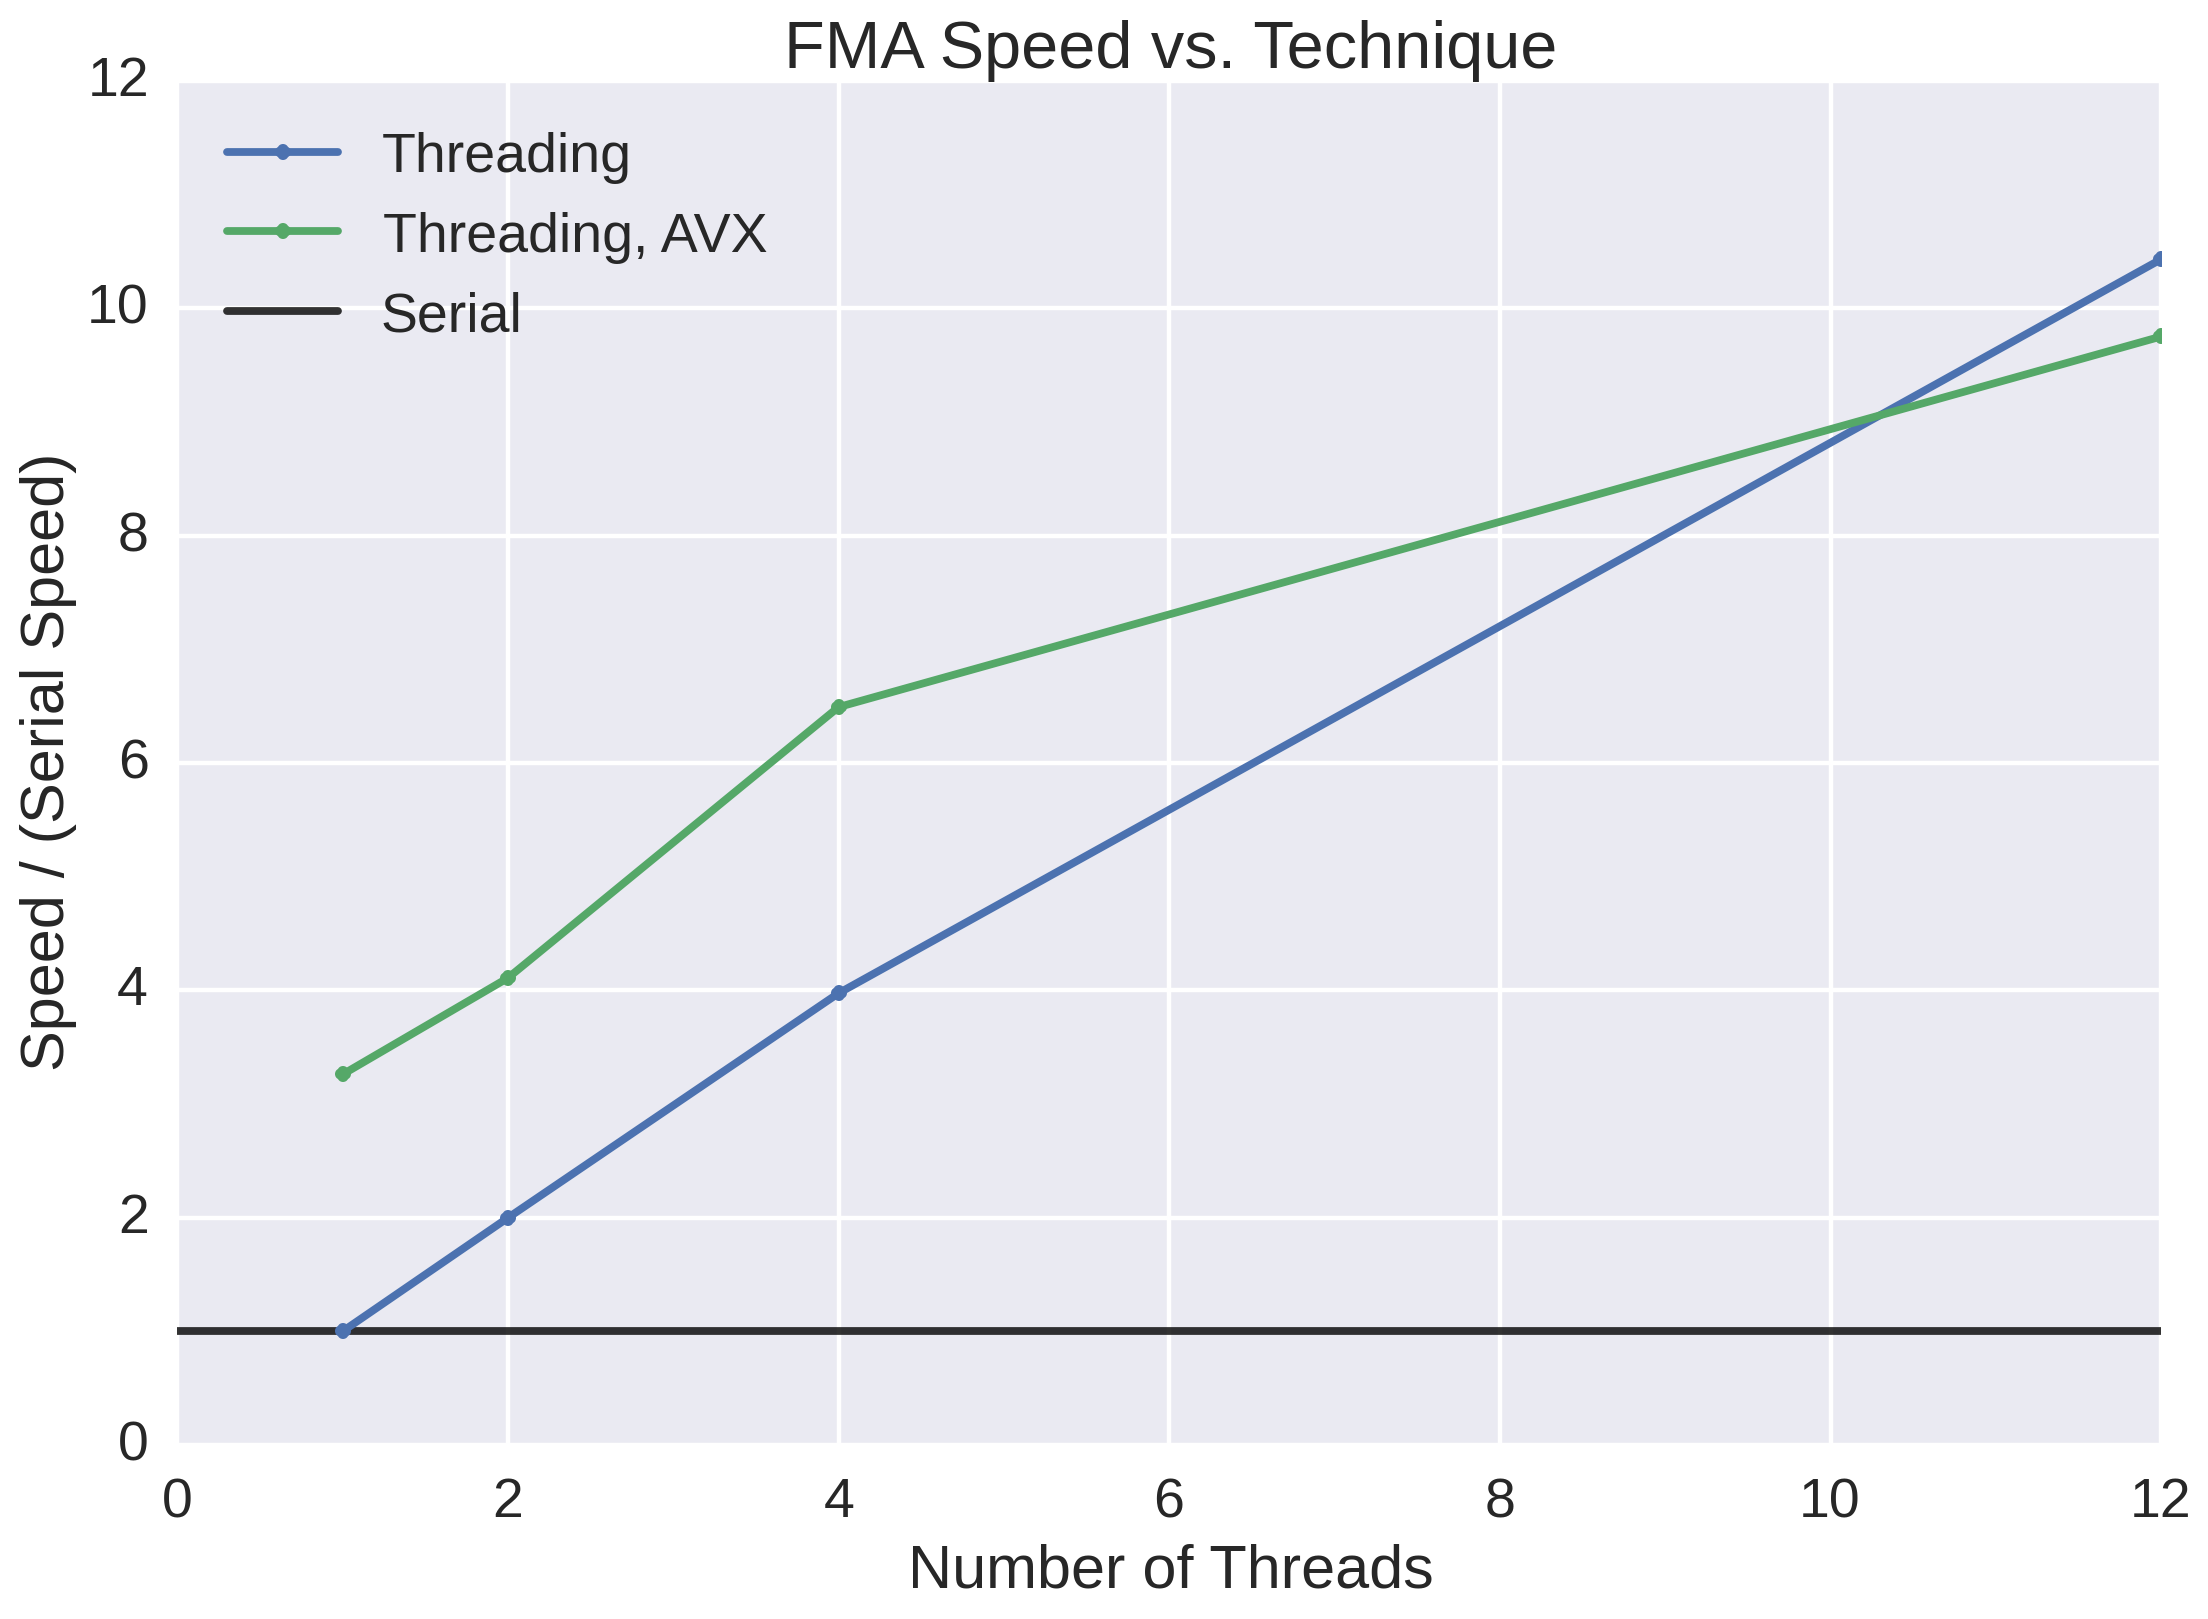 FMA Speed vs. Technique
12
10
8
6
4
2
0
Speed / (Serial Speed)
Threading
Threading, AVX
Serial
0 2 4 6 8 10 12
Number of Threads